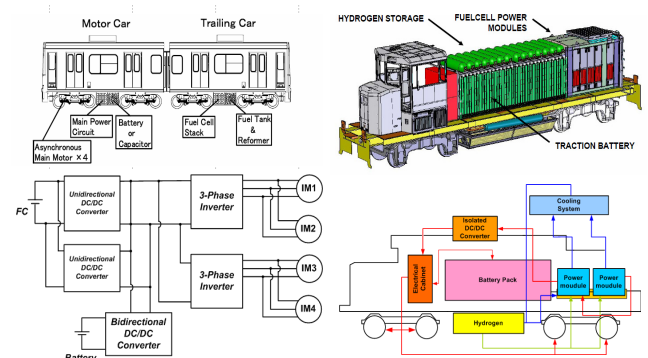 Motor Car
Trailing Car
Main Power
Circuit
Battery
or
Capacitor
Fuel Cell
Stack
Fuel Tank
&
Reformer
Asynchronous
Main Motor ×4
HYDROGEN STORAGE
FUELCELL POWER
MODULES
TRACTION BATTERY
FC
Unidirectional
DC/DC
Converter
3-Phase
Inverter
IM1
IM2
Unidirectional
DC/DC
Converter
3-Phase
Inverter
IM3
IM4
Bidirectional
DC/DC
Converter
Battery
Cooling
System
Isolated
DC/DC
Converter
Electrical
Cabinet
Battery Pack
Power
moudule
Power
moudule
Hydrogen